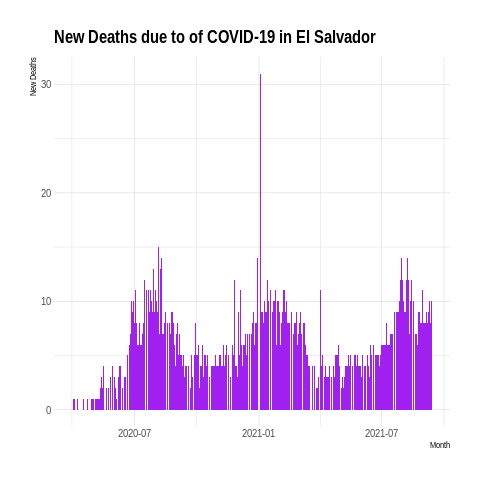 New Deaths due to of COVID-19 in El Salvador
New Deaths
30
20
10
0
2020-07
2021-01
2021-07
Month